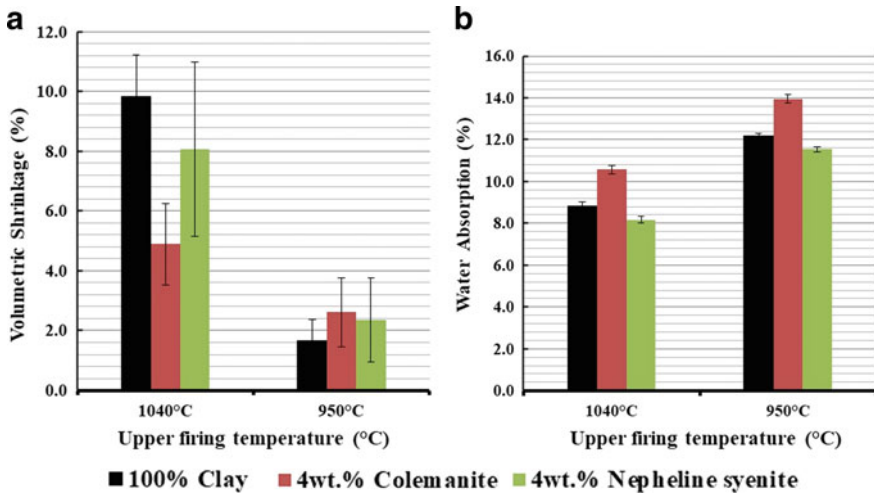 a
Volumetric Shrinkage (%)
12.0
10.0
8.0
6.0
4.0
2.0
0.0
1040°C
950°C
Upper firing temperature (°C)
b
Water Absorption (%)
16.0
14.0
12.0
10.0
8.0
6.0
4.0
2.0
0.0
1040°C
950°C
Upper firing temperature (°C)
100% Clay
4wt.% Colemanite
4wt.% Nepheline syenite